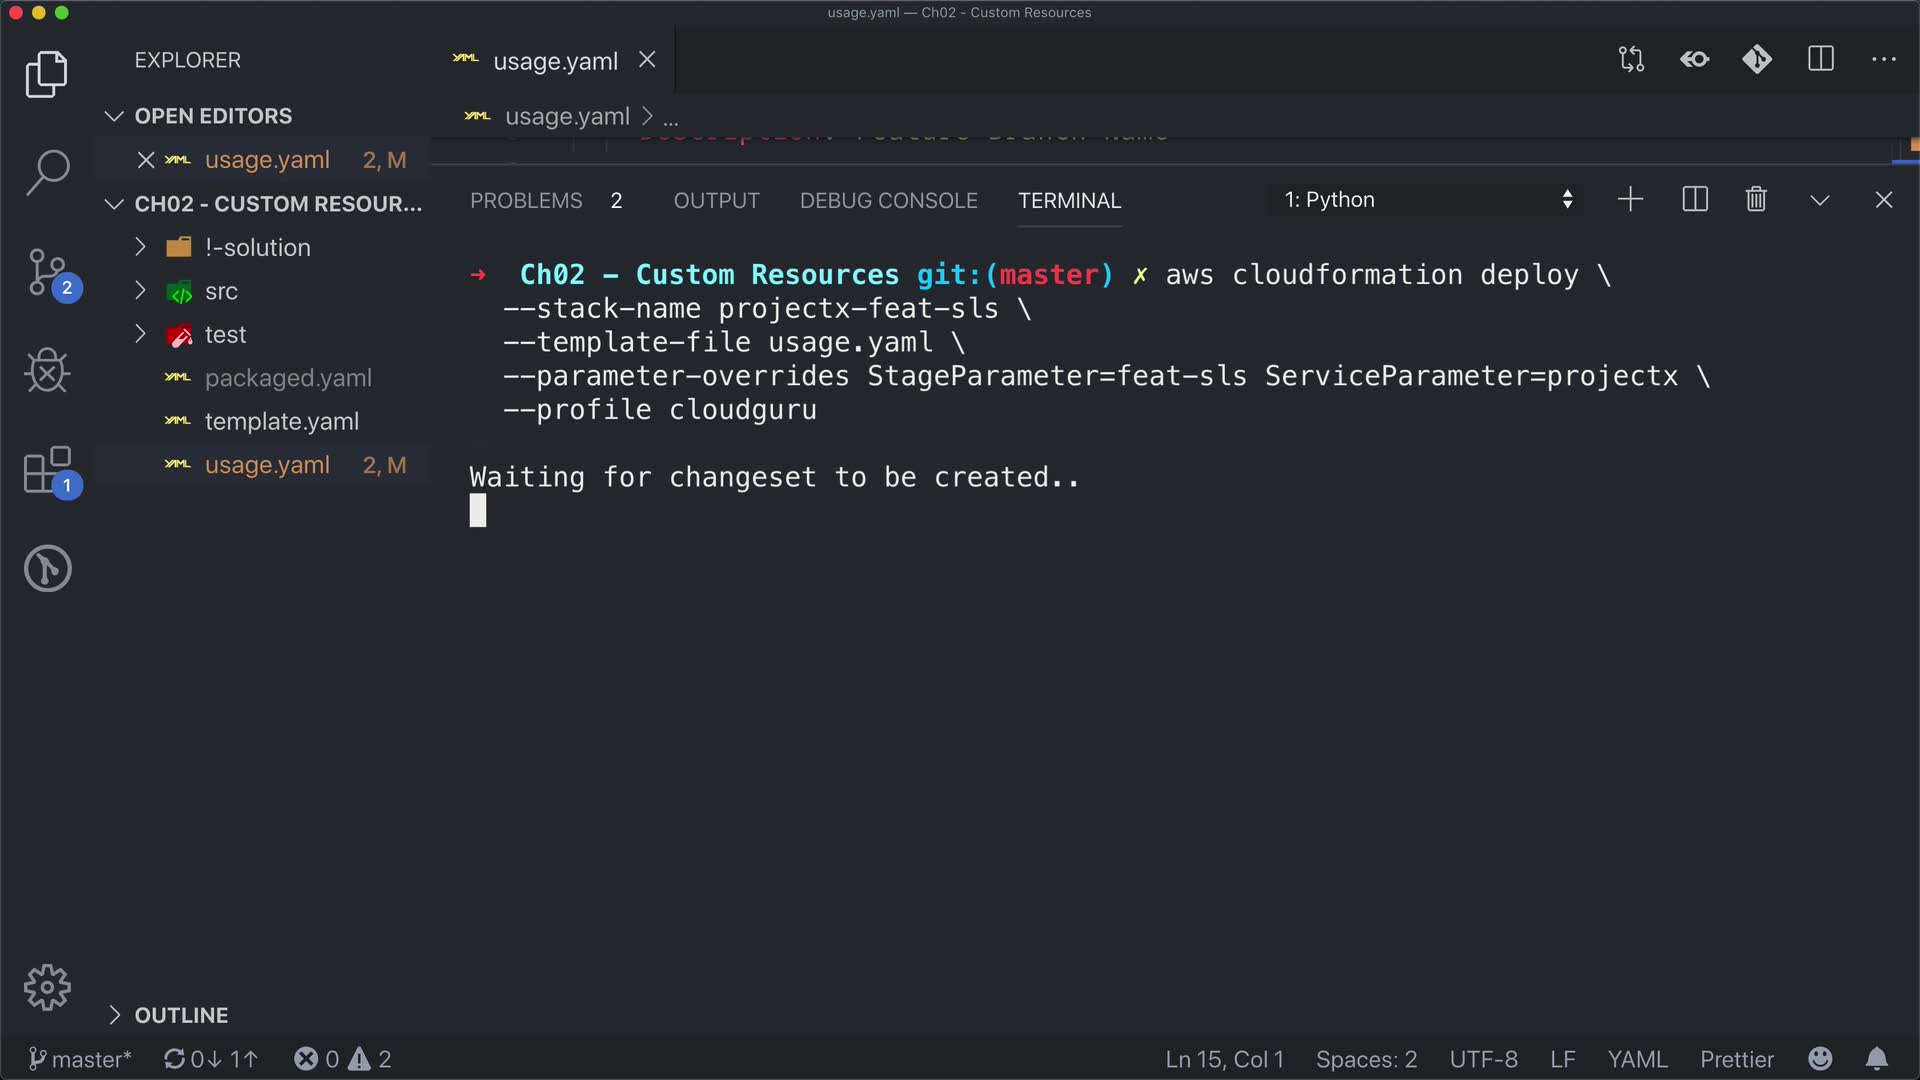 usage.yaml — Ch02 - Custom Resources
EXPLORER
OPEN EDITORS
usage.yaml 2, M
CH02 - CUSTOM RESOUR...
!-solution
src
test
packaged.yaml
template.yaml
usage.yaml 2, M
OUTLINE
2
1
usage.yaml
usage.yaml > ...
Description: Feature Branch Name
PROBLEMS 2 OUTPUT DEBUG CONSOLE TERMINAL 1: Python
→ Ch02 - Custom Resources git:(master) ✗ aws cloudformation deploy \
--stack-name projectx-feat-sls \
--template-file usage.yaml \
--parameter-overrides StageParameter=feat-sls ServiceParameter=projectx \
--profile cloudguru
Waiting for changeset to be created..
master* 0↓ 1↑ 0 2 Ln 15, Col 1 Spaces: 2 UTF-8 LF YAML Prettier